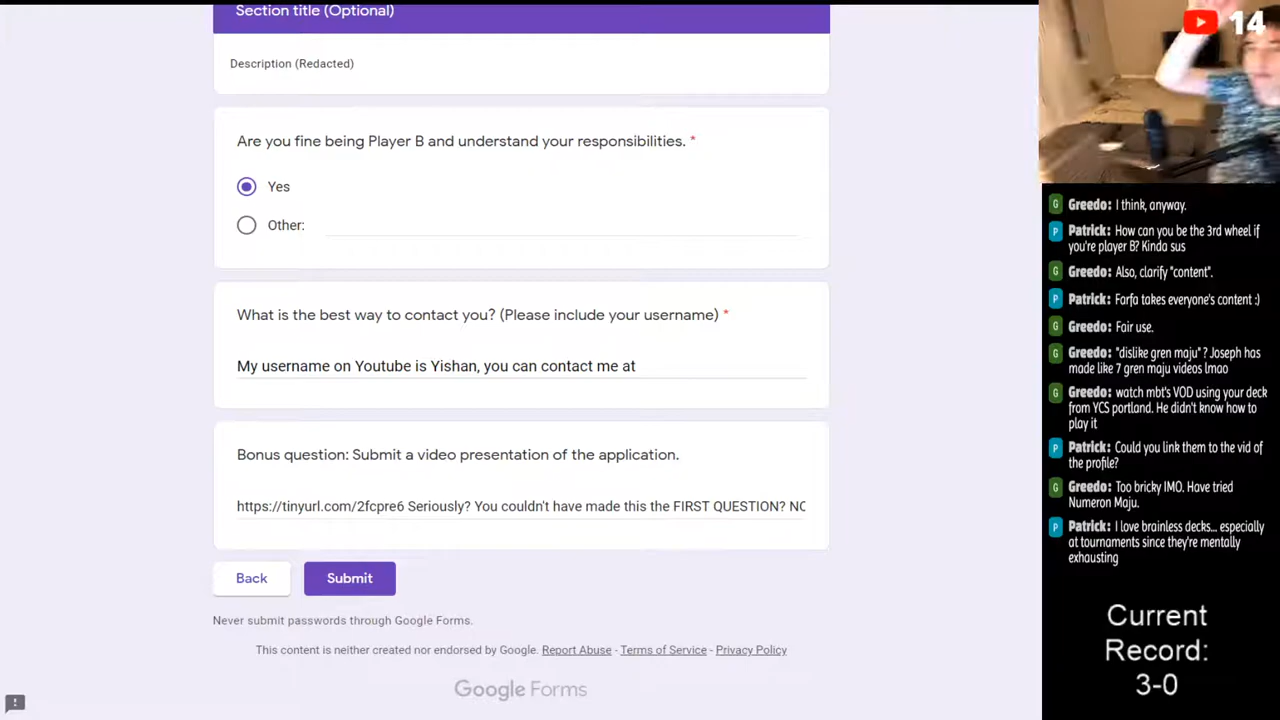 Section title (Optional)
Description (Redacted)
Are you fine being Player B and understand your responsibilities. *
Yes
Other:
What is the best way to contact you? (Please include your username) *
My username on Youtube is Yishan, you can contact me at
Bonus question: Submit a video presentation of the application.
https://tinyurl.com/2fcpre6 Seriously? You couldn't have made this the FIRST QUESTION? NO
Back
Submit
Never submit passwords through Google Forms.
This content is neither created nor endorsed by Google. Report Abuse - Terms of Service - Privacy Policy
Google Forms
14
G Greedo: I think, anyway.
P Patrick: How can you be the 3rd wheel if
you're player B? Kinda sus
G Greedo: Also, clarify "content".
P Patrick: Farfa takes everyone's content :)
G Greedo: Fair use.
G Greedo: "dislike gren maju" ? Joseph has
made like 7 gren maju videos lmao
G Greedo: watch mbt's VOD using your deck
from YCS portland. He didn't know how to
play it
P Patrick: Could you link them to the vid of
the profile?
G Greedo: Too bricky IMO. Have tried
Numeron Maju.
P Patrick: I love brainless decks... especially
at tournaments since they're mentally
exhausting
Current
Record:
3-0